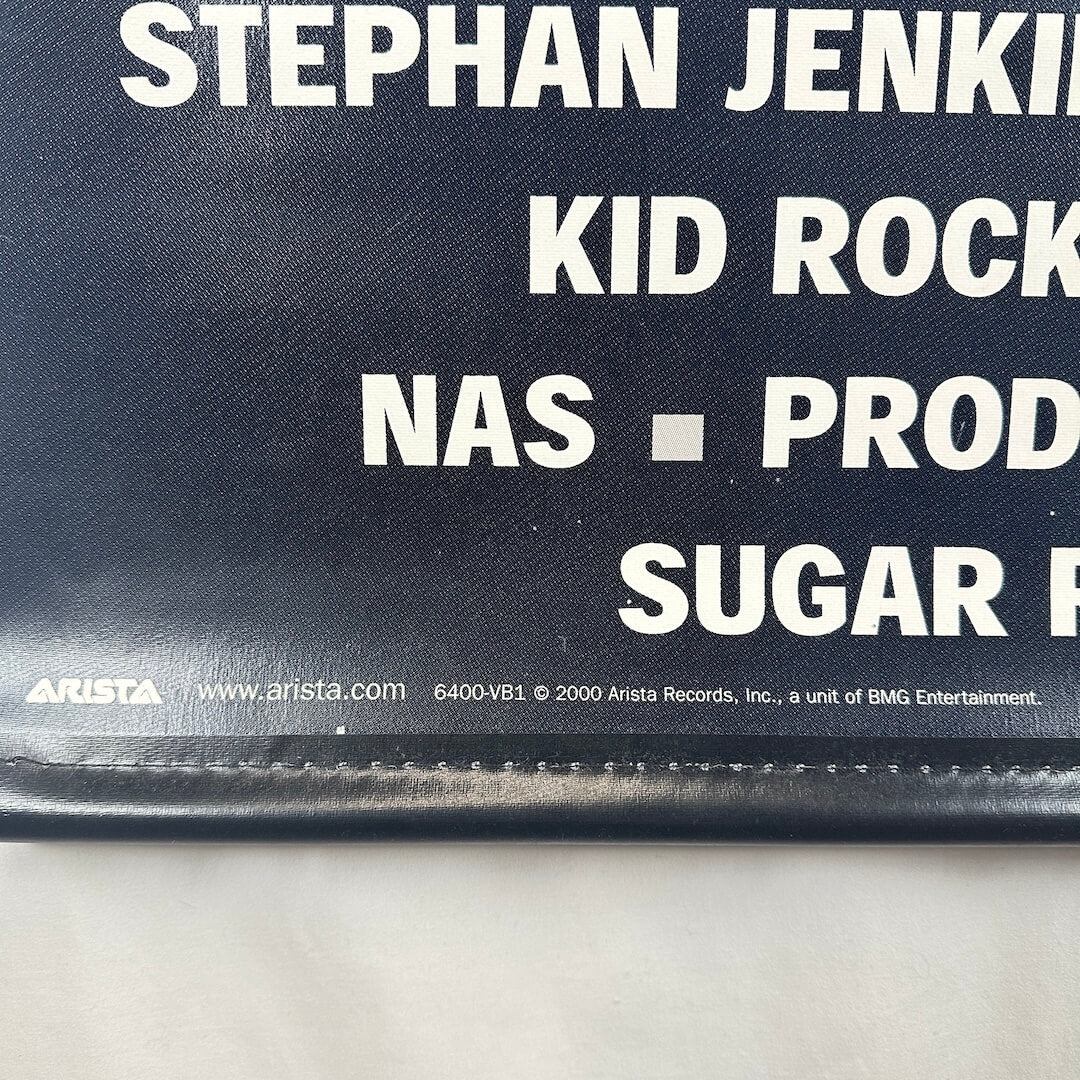 STEPHAN JENKI
KID ROCK
NAS ■ PROD
SUGAR
ARISTA www.arista.com 6400-VB1 © 2000 Arista Records, Inc., a unit of BMG Entertainment.